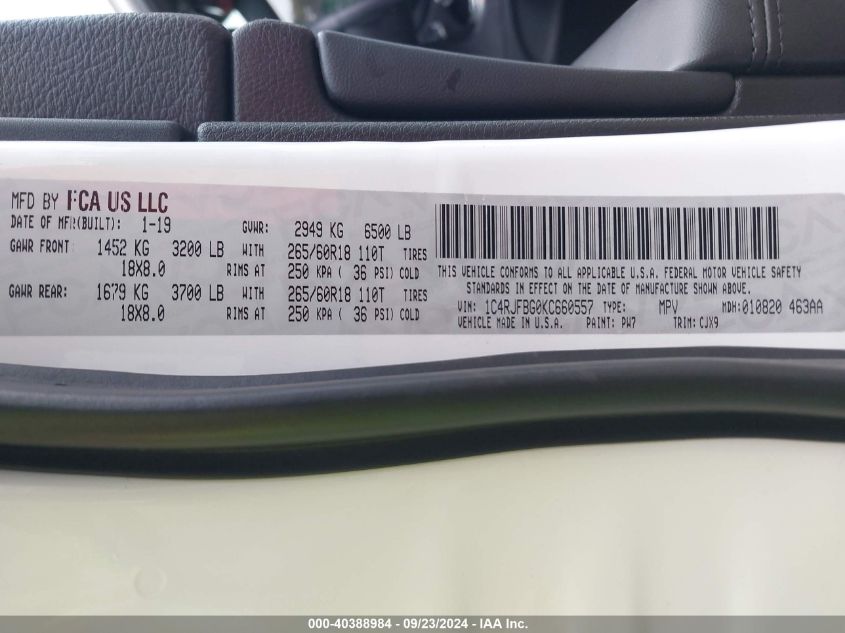 MFD BY FCA US LLC
DATE OF MFR(BUILT): 1-19 GVWR: 2949 KG 6500 LB
GAWR FRONT: 1452 KG 3200 LB WITH 265/60R18 110T TIRES
18X8.0 RIMS AT 250 KPA ( 36 PSI) COLD
GAWR REAR: 1679 KG 3700 LB WITH 265/60R18 110T TIRES
18X8.0 RIMS AT 250 KPA ( 36 PSI) COLD
THIS VEHICLE CONFORMS TO ALL APPLICABLE U.S.A. FEDERAL MOTOR VEHICLE SAFETY
STANDARDS IN EFFECT ON THE DATE OF MANUFACTURE SHOWN ABOVE.
VIN: 1C4RJFBG0KC660557 TYPE: MPV MDH:010820 463AA
VEHICLE MADE IN U.S.A. PAINT: PW7 TRIM: CJX9
000-40388984 - 09/23/2024 - IAA Inc.